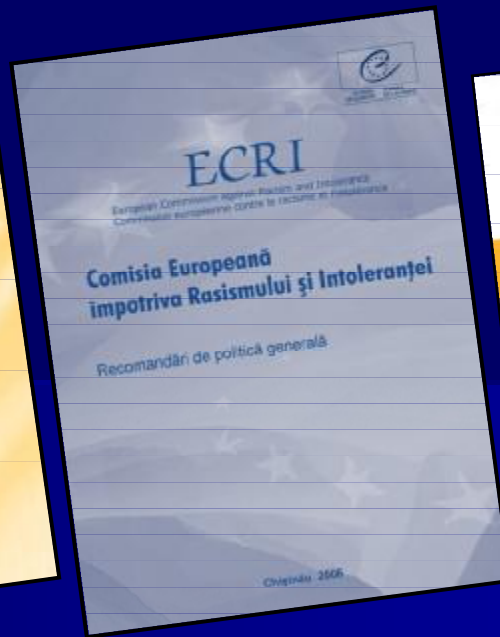 ECRI
European Commission against Racism and Intolerance
Commission européenne contre le racisme et l'intolérance
Comisia Europeană
împotriva Rasismului şi Intoleranţei
Recomandări de politică generală
Chişinău 2006